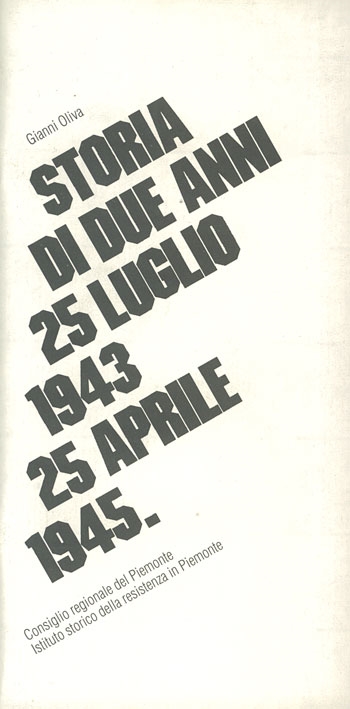 Gianni Oliva
STORIA
DI DUE ANNI
25 LUGLIO
1943
25 APRILE
1945.
Consiglio regionale del Piemonte
Istituto storico della resistenza in Piemonte